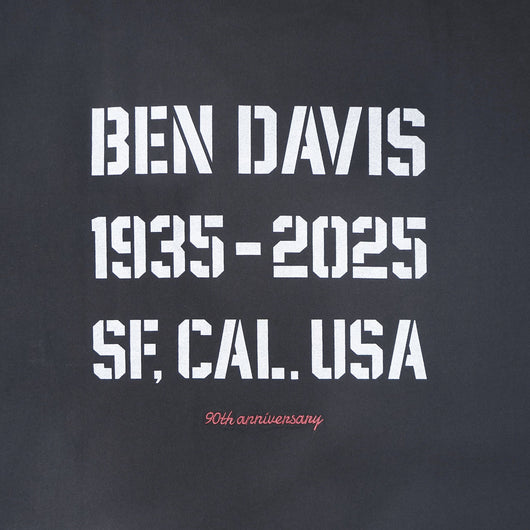 BEN DAVIS
1935-2025
SF, CAL. USA
90th anniversary